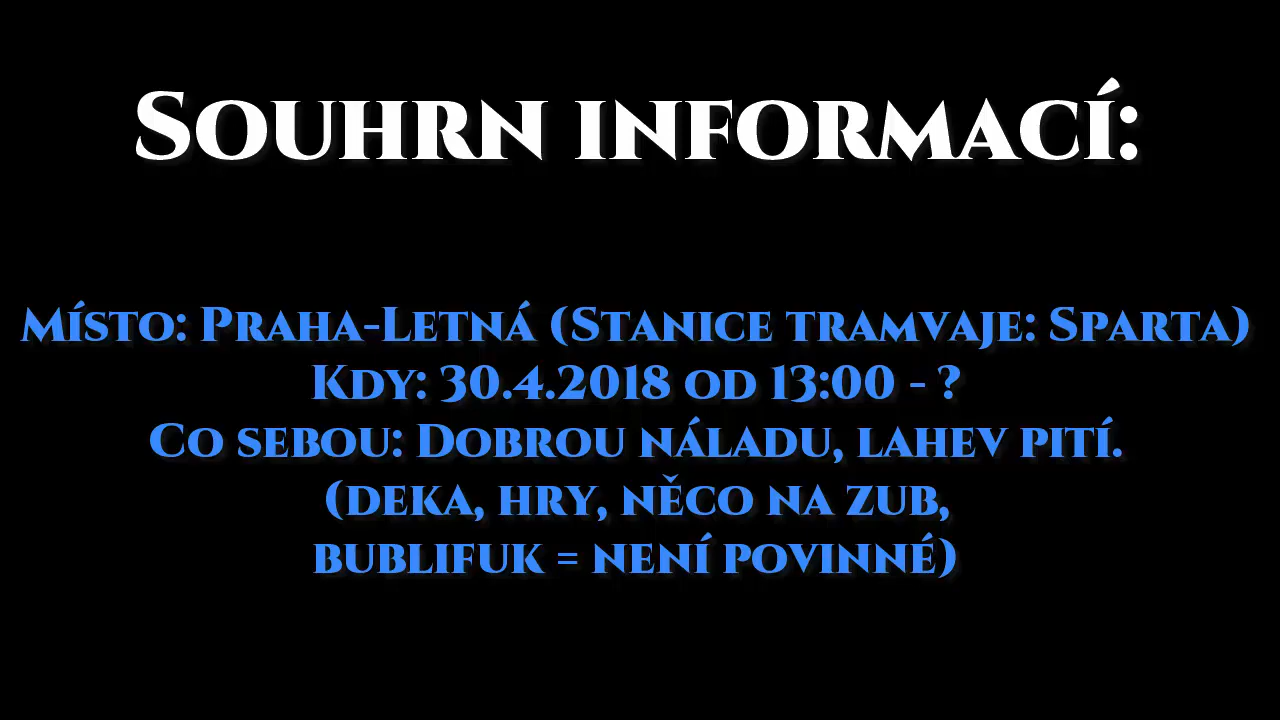 Souhrn informací:
Místo: Praha-Letná (Stanice tramvaje: Sparta)
Kdy: 30.4.2018 od 13:00 - ?
Co sebou: Dobrou náladu, lahev pití.
(deka, hry, něco na zub,
bublifuk = není povinné)